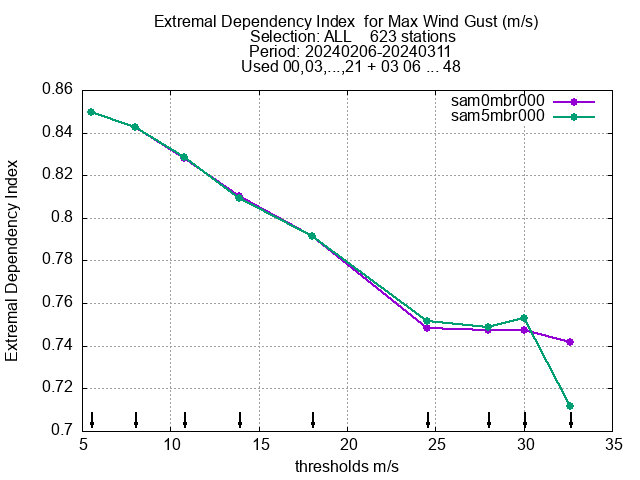 Extremal Dependency Index  for Max Wind Gust (m/s)
Selection: ALL    623 stations
Period: 20240206-20240311
Used 00,03,...,21 + 03 06 ... 48
sam0mbr000
sam5mbr000
Extremal Dependency Index
0.86
0.84
0.82
0.8
0.78
0.76
0.74
0.72
0.7
5 10 15 20 25 30 35
thresholds m/s